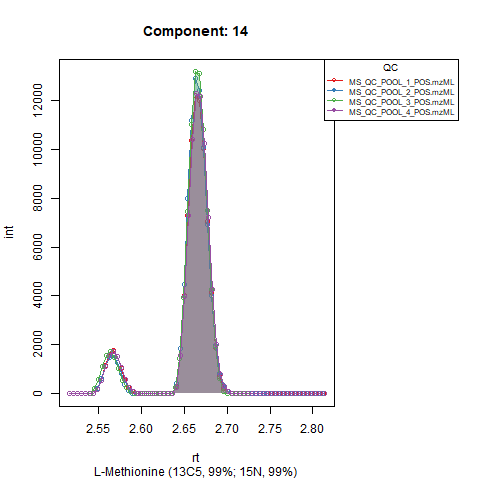 Component: 14
QC
MS_QC_POOL_1_POS.mzML
MS_QC_POOL_2_POS.mzML
MS_QC_POOL_3_POS.mzML
MS_QC_POOL_4_POS.mzML
int
12000
10000
8000
6000
4000
2000
0
2.55 2.60 2.65 2.70 2.75 2.80
rt
L-Methionine (13C5, 99%; 15N, 99%)